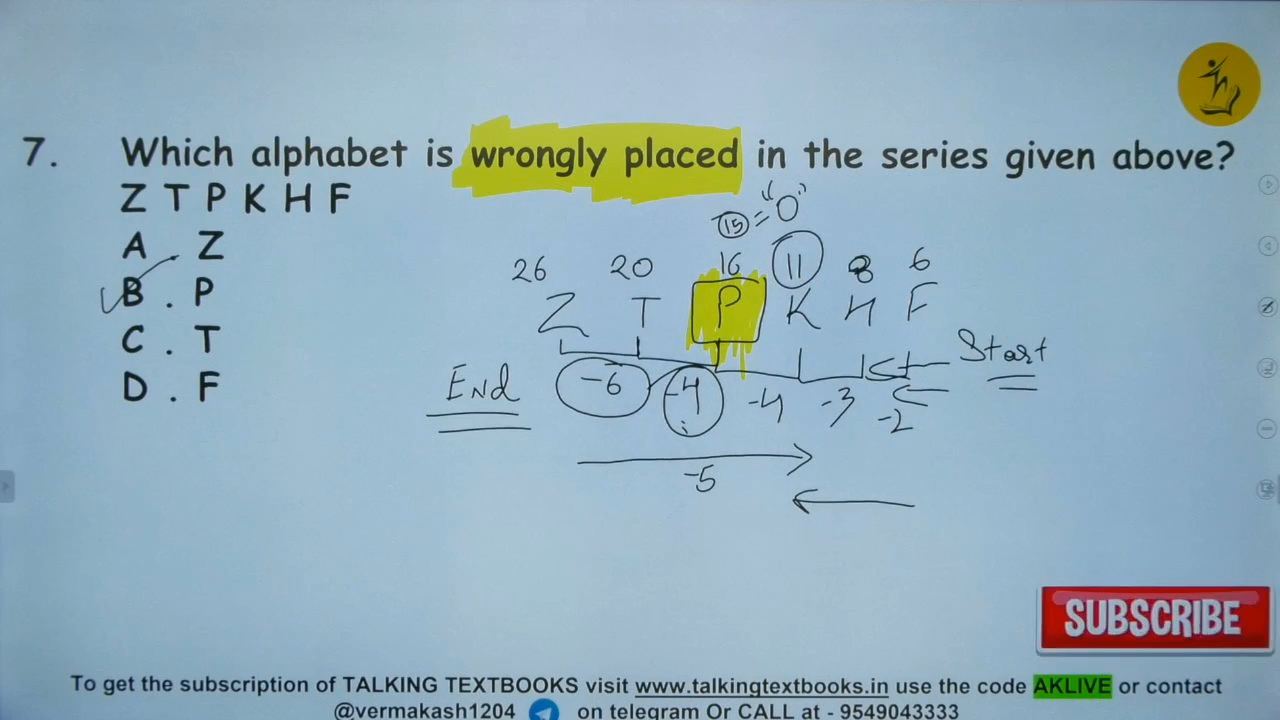 7. Which alphabet is wrongly placed in the series given above?
Z T P K H F
A . Z
B . P
C . T
D . F
15 = "O"
26 20 16 11 8 6
Z T P K H F
Start
End -6 -4 -4 -3 -2
-5
SUBSCRIBE
To get the subscription of TALKING TEXTBOOKS visit www.talkingtextbooks.in use the code AKLIVE or contact
@vermakash1204 on telegram Or CALL at - 9549043333